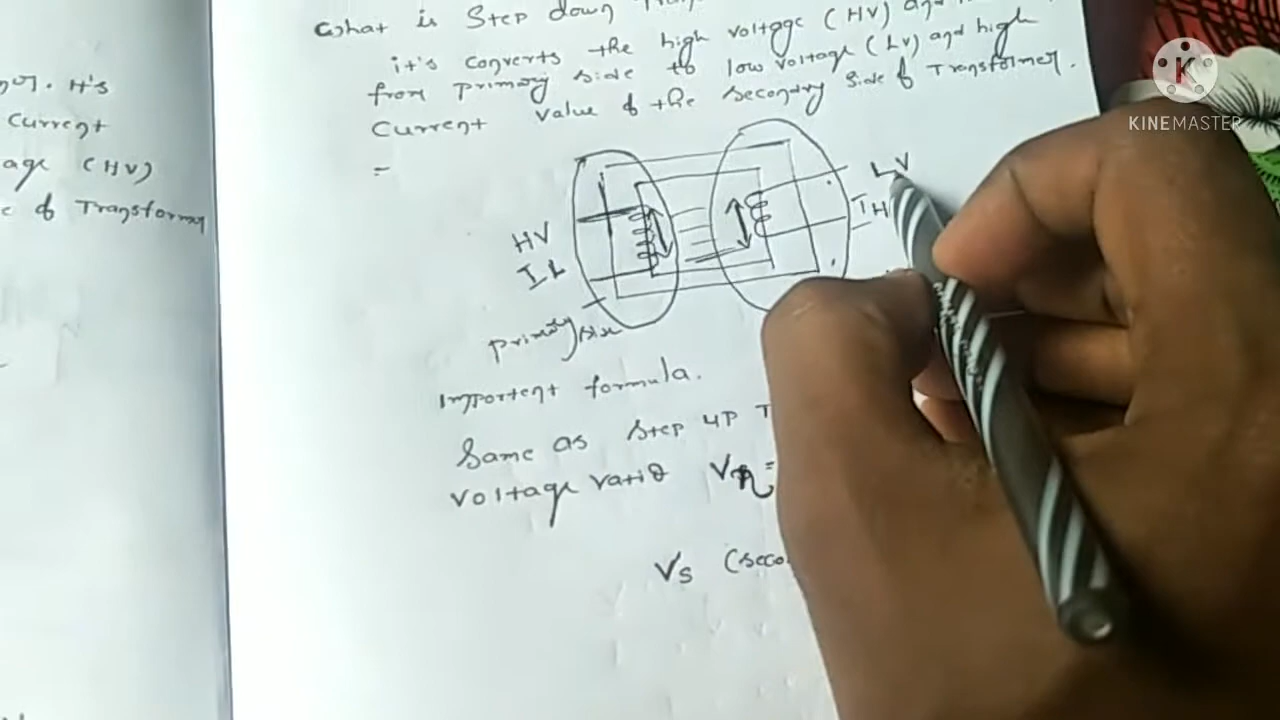 H's
Current
(HV)
of Transformer
What is Step down
it's converts the high voltage (HV) and
from primary side to low voltage (LV) and high
Current value of the secondary side of Transformer.
HV
IL
LV
IH
primary side
Importent formula.
Same as Step up T
Voltage ratio
Vs
KINEMASTER